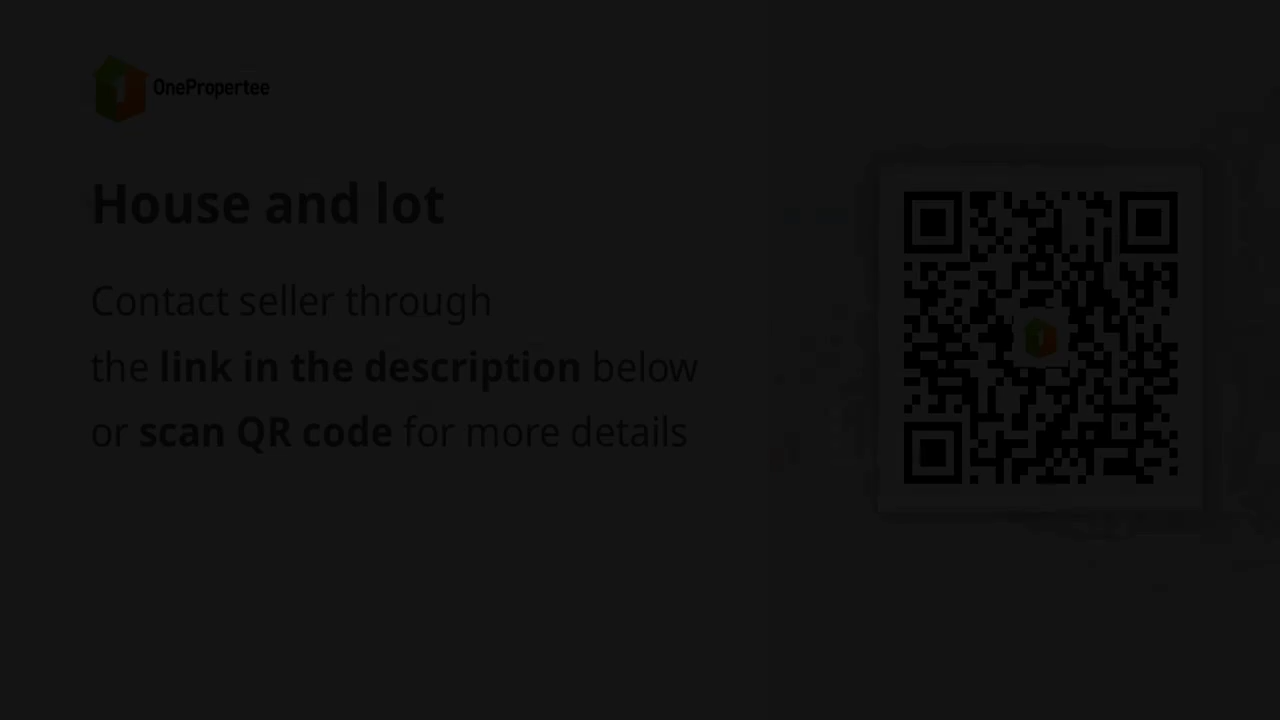 OnePropertee
House and lot
Contact seller through
the link in the description below
or scan QR code for more details